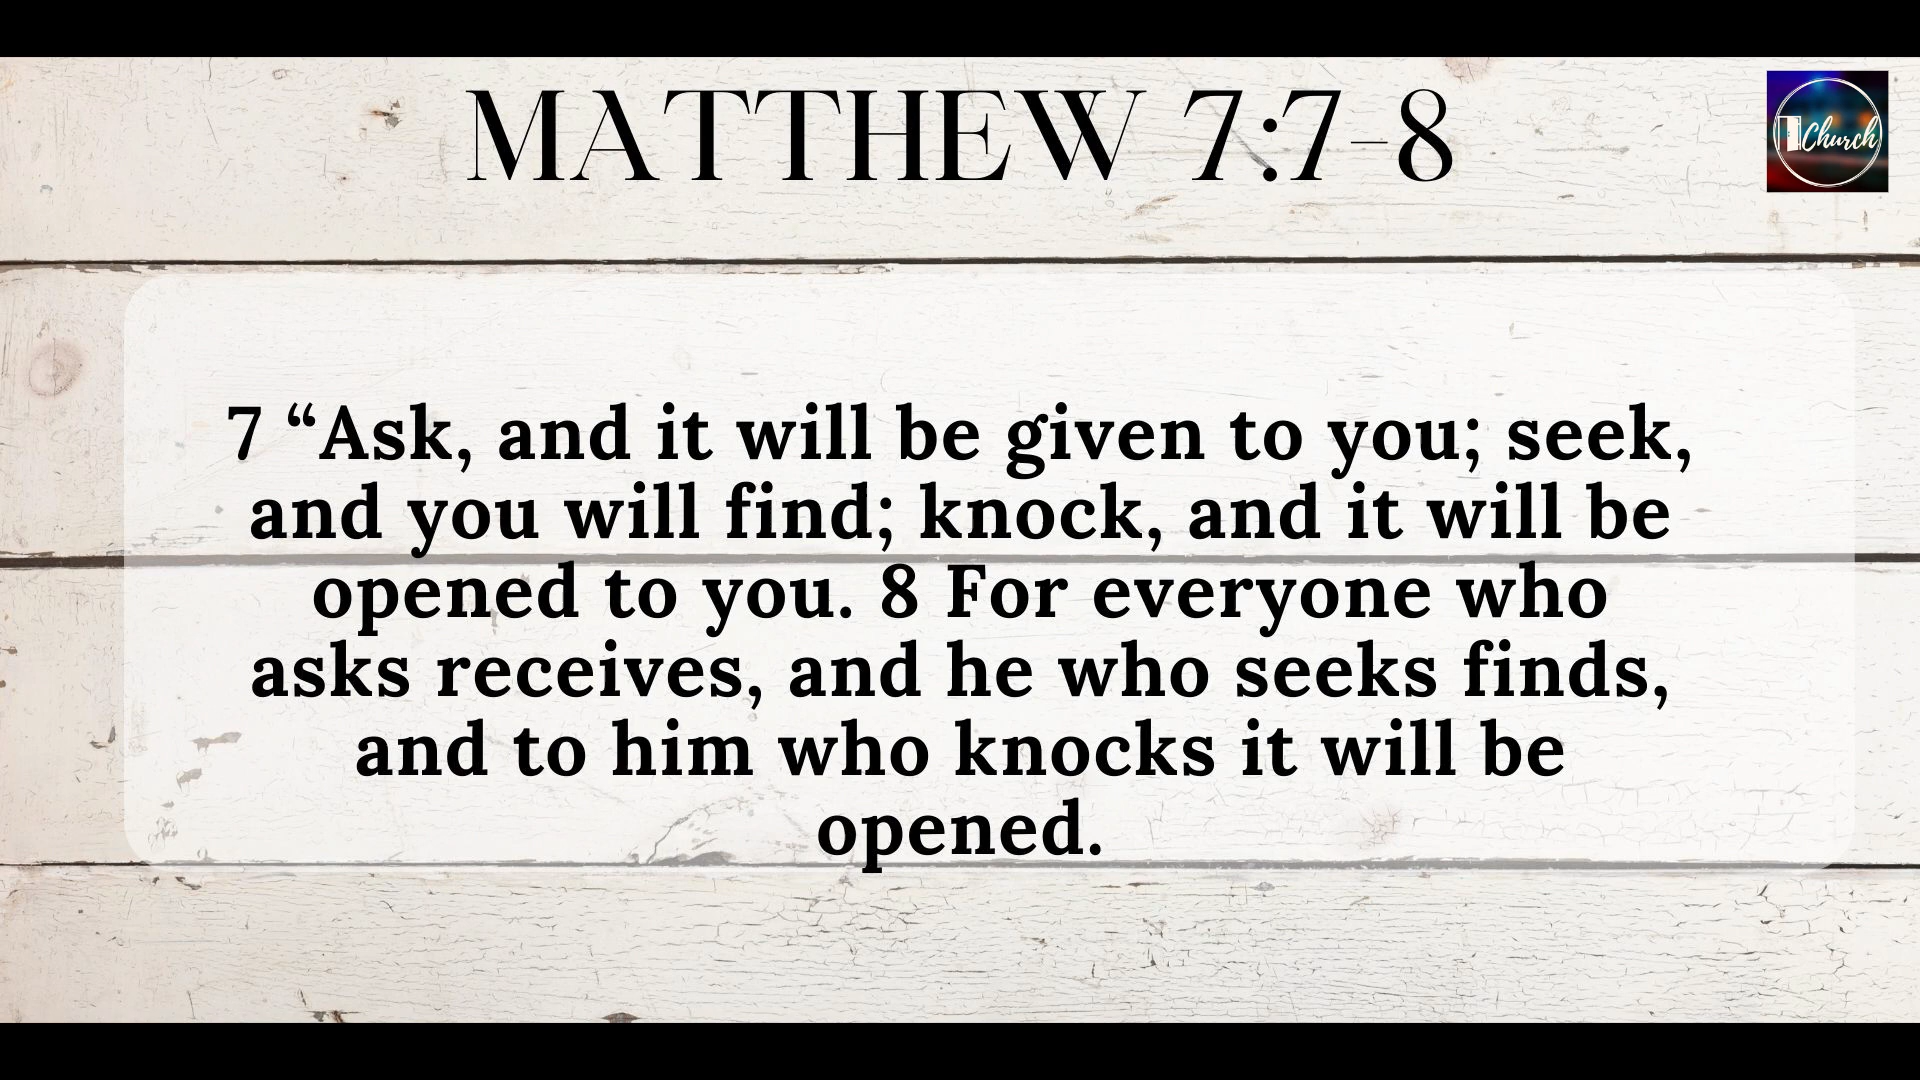 MATTHEW 7:7-8
Church
7 “Ask, and it will be given to you; seek,
and you will find; knock, and it will be
opened to you. 8 For everyone who
asks receives, and he who seeks finds,
and to him who knocks it will be
opened.